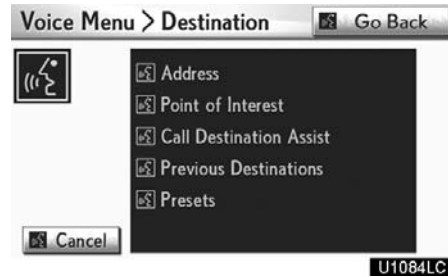 Voice Menu > Destination
Go Back
Address
Point of Interest
Call Destination Assist
Previous Destinations
Presets
Cancel
U1084LC